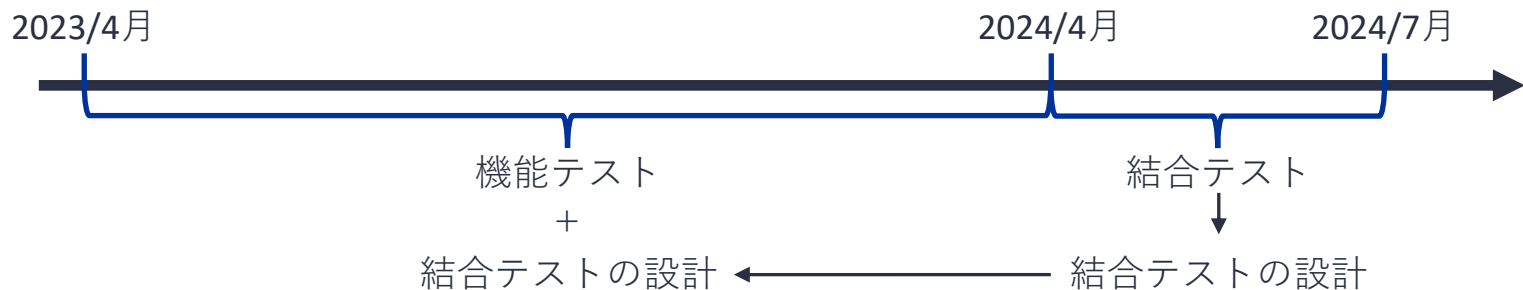 2023/4月 2024/4月 2024/7月
機能テスト 結合テスト
+
結合テストの設計 結合テストの設計